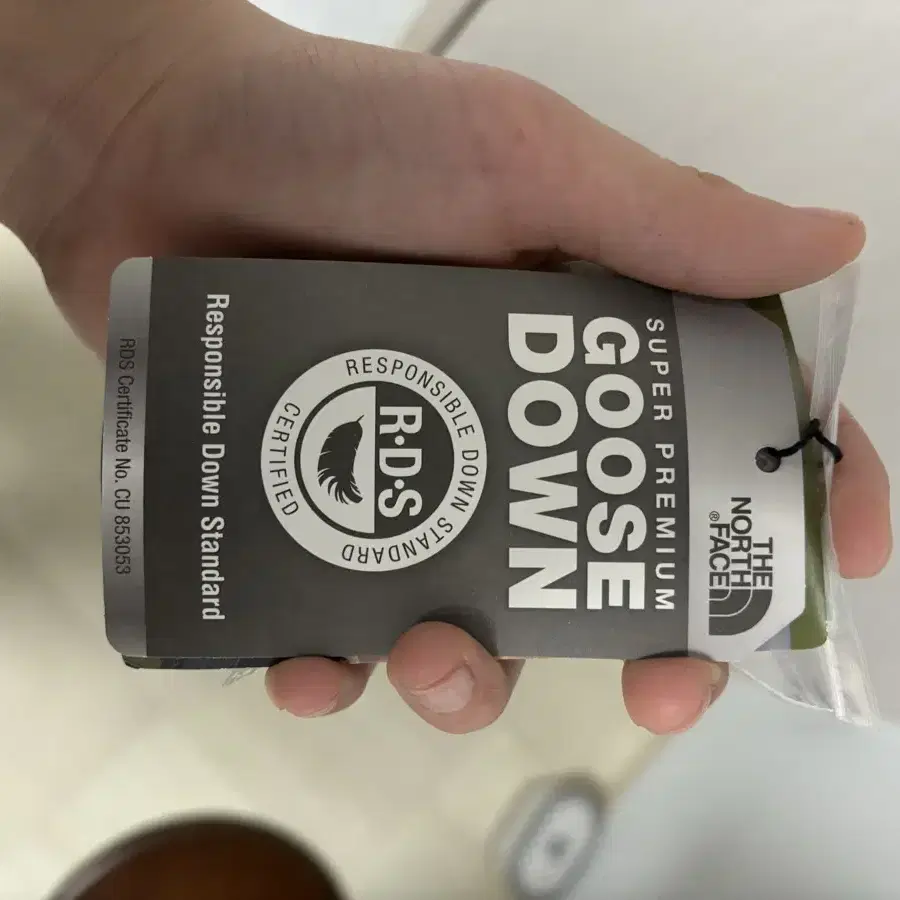 THE
NORTH
FACE®
SUPER PREMIUM
GOOSE
DOWN
RESPONSIBLE DOWN STANDARD
R·D·S
CERTIFIED
Responsible Down Standard
RDS Certificate No. CU 853053